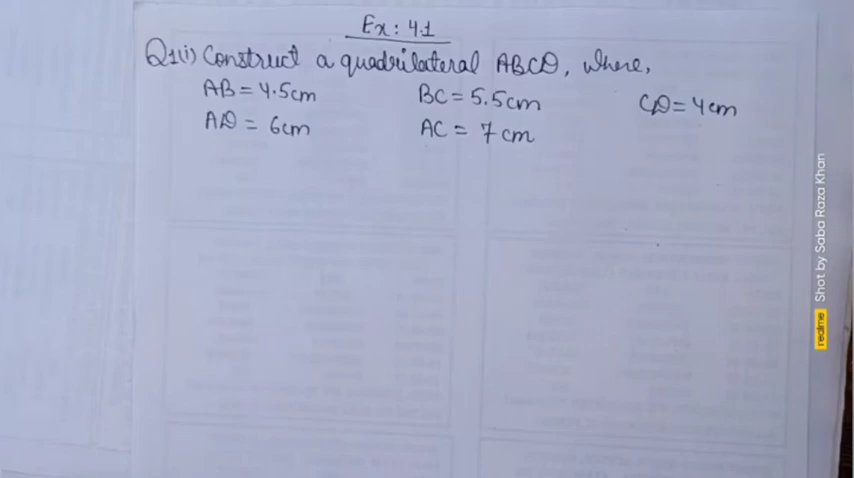 Ex: 4.1
Q1(i) Construct a quadrilateral ABCD, where,
AB = 4.5cm BC = 5.5cm CD = 4cm
AD = 6cm AC = 7cm
realme Shot by Saba Raza Khan